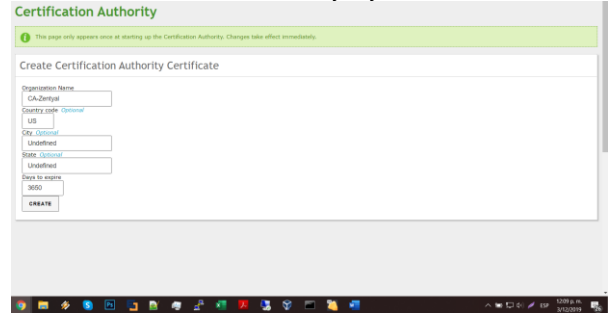 Certification Authority
This page only appears once at starting up the Certification Authority. Changes take effect immediately.
Create Certification Authority Certificate
Organization Name
CA-Zentyal
Country code Optional
US
City Optional
Undefined
State Optional
Undefined
Days to expire
3650
CREATE
ESP
12:09 p. m.
3/12/2019